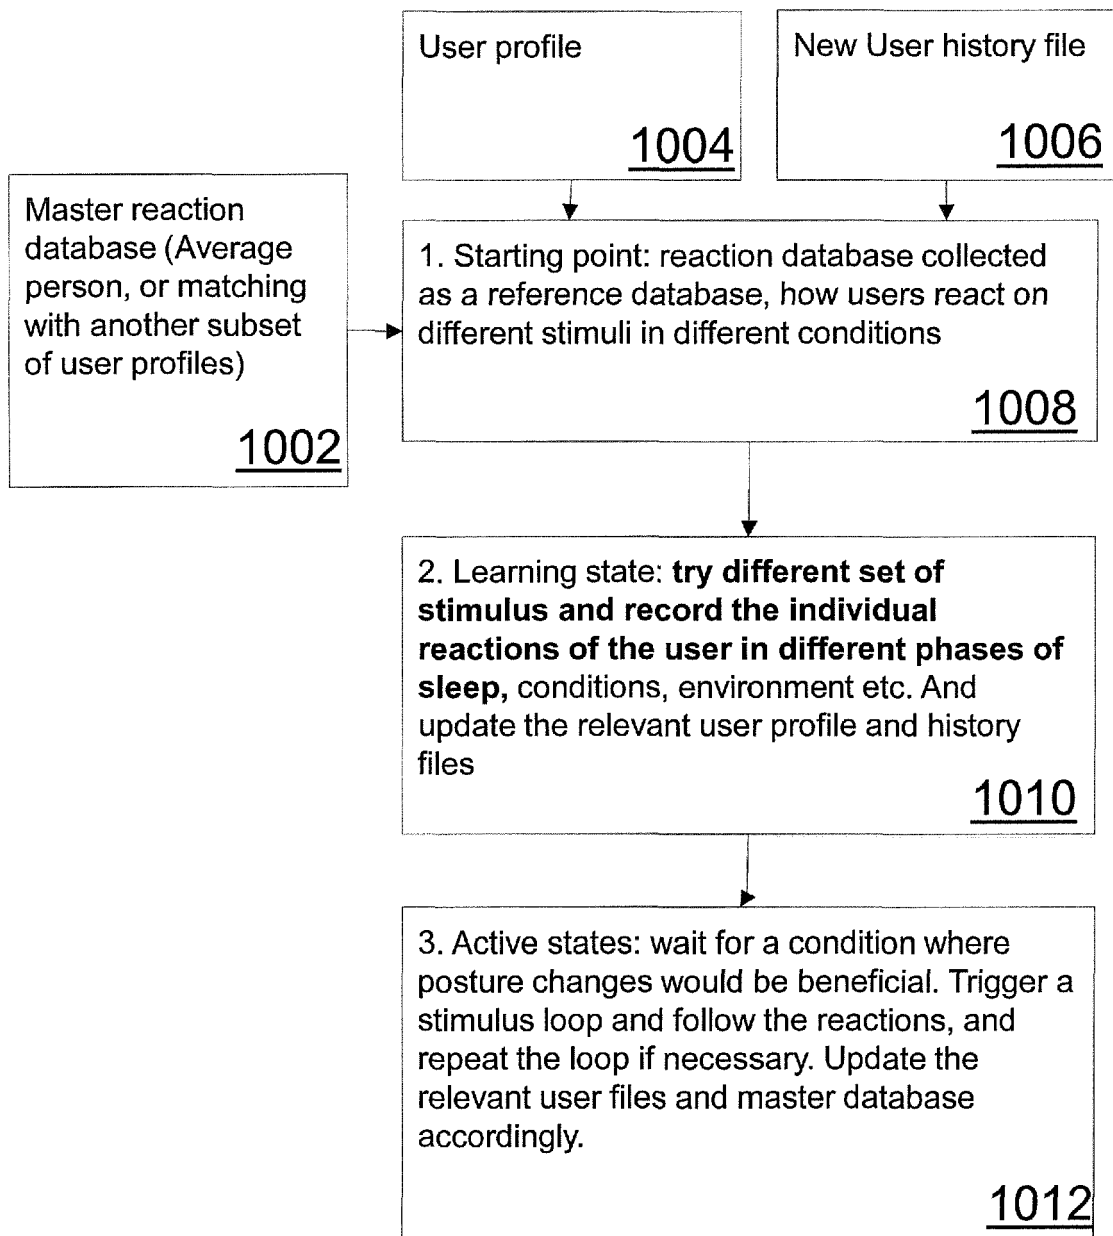 User profile
1004
New User history file
1006
Master reaction
database (Average
person, or matching
with another subset
of user profiles)
1002
1. Starting point: reaction database collected
as a reference database, how users react on
different stimuli in different conditions
1008
2. Learning state: try different set of
stimulus and record the individual
reactions of the user in different phases of
sleep, conditions, environment etc. And
update the relevant user profile and history
files
1010
3. Active states: wait for a condition where
posture changes would be beneficial. Trigger a
stimulus loop and follow the reactions, and
repeat the loop if necessary. Update the
relevant user files and master database
accordingly.
1012